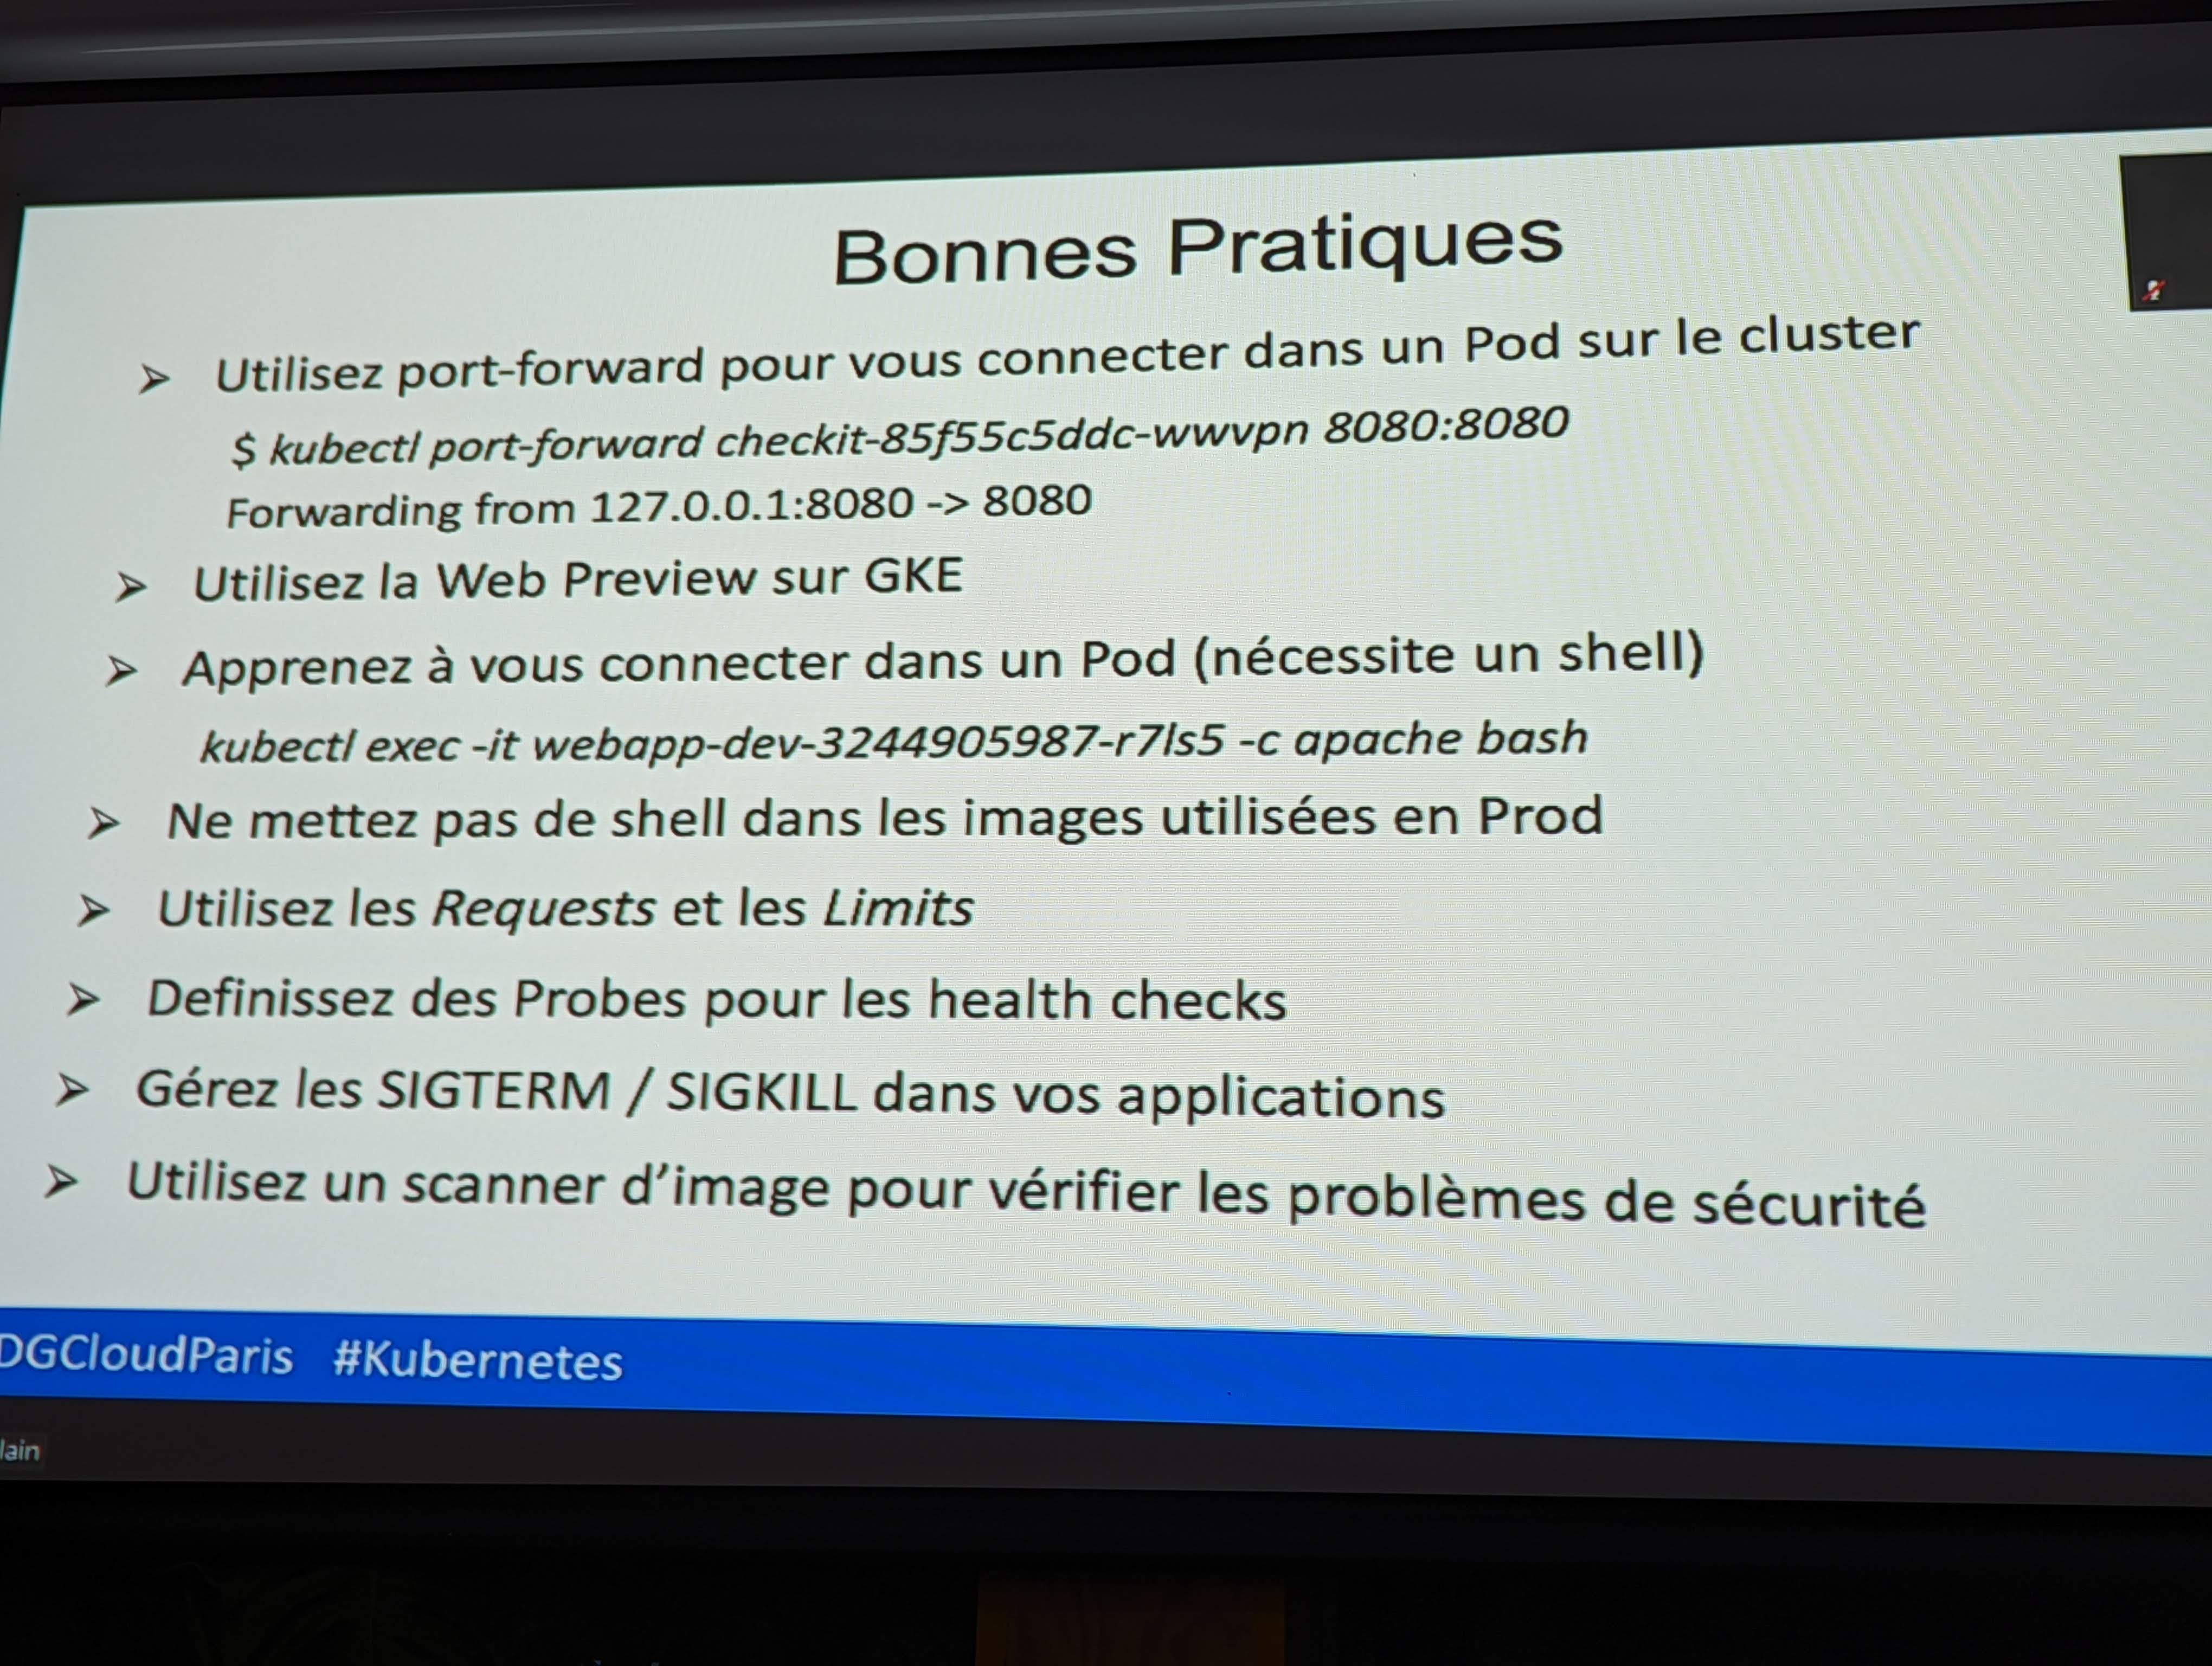 Bonnes Pratiques
➢ Utilisez port-forward pour vous connecter dans un Pod sur le cluster
$ kubectl port-forward checkit-85f55c5ddc-wwvpn 8080:8080
Forwarding from 127.0.0.1:8080 -> 8080
➢ Utilisez la Web Preview sur GKE
➢ Apprenez à vous connecter dans un Pod (nécessite un shell)
kubectl exec -it webapp-dev-3244905987-r7ls5 -c apache bash
➢ Ne mettez pas de shell dans les images utilisées en Prod
➢ Utilisez les Requests et les Limits
➢ Definissez des Probes pour les health checks
➢ Gérez les SIGTERM / SIGKILL dans vos applications
➢ Utilisez un scanner d’image pour vérifier les problèmes de sécurité
DGCloudParis #Kubernetes
lain